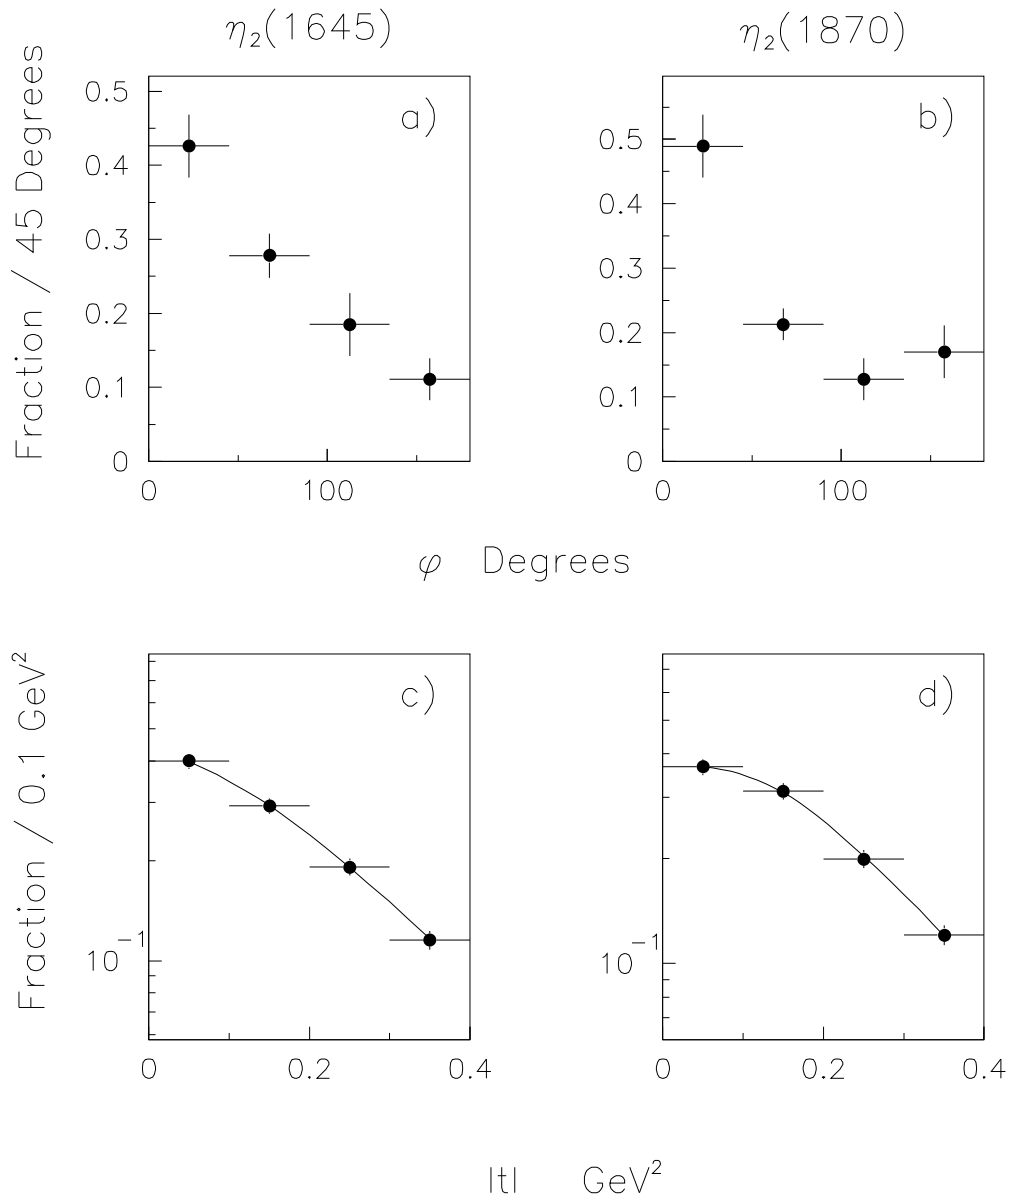 η₂(1645) η₂(1870)
Fraction / 45 Degrees
a)
0.5
0.4
0.3
0.2
0.1
0
0 100
b)
0.5
0.4
0.3
0.2
0.1
0
0 100
φ Degrees
Fraction / 0.1 GeV²
c)
10⁻¹
0 0.2 0.4
d)
10⁻¹
0 0.2 0.4
|t| GeV²